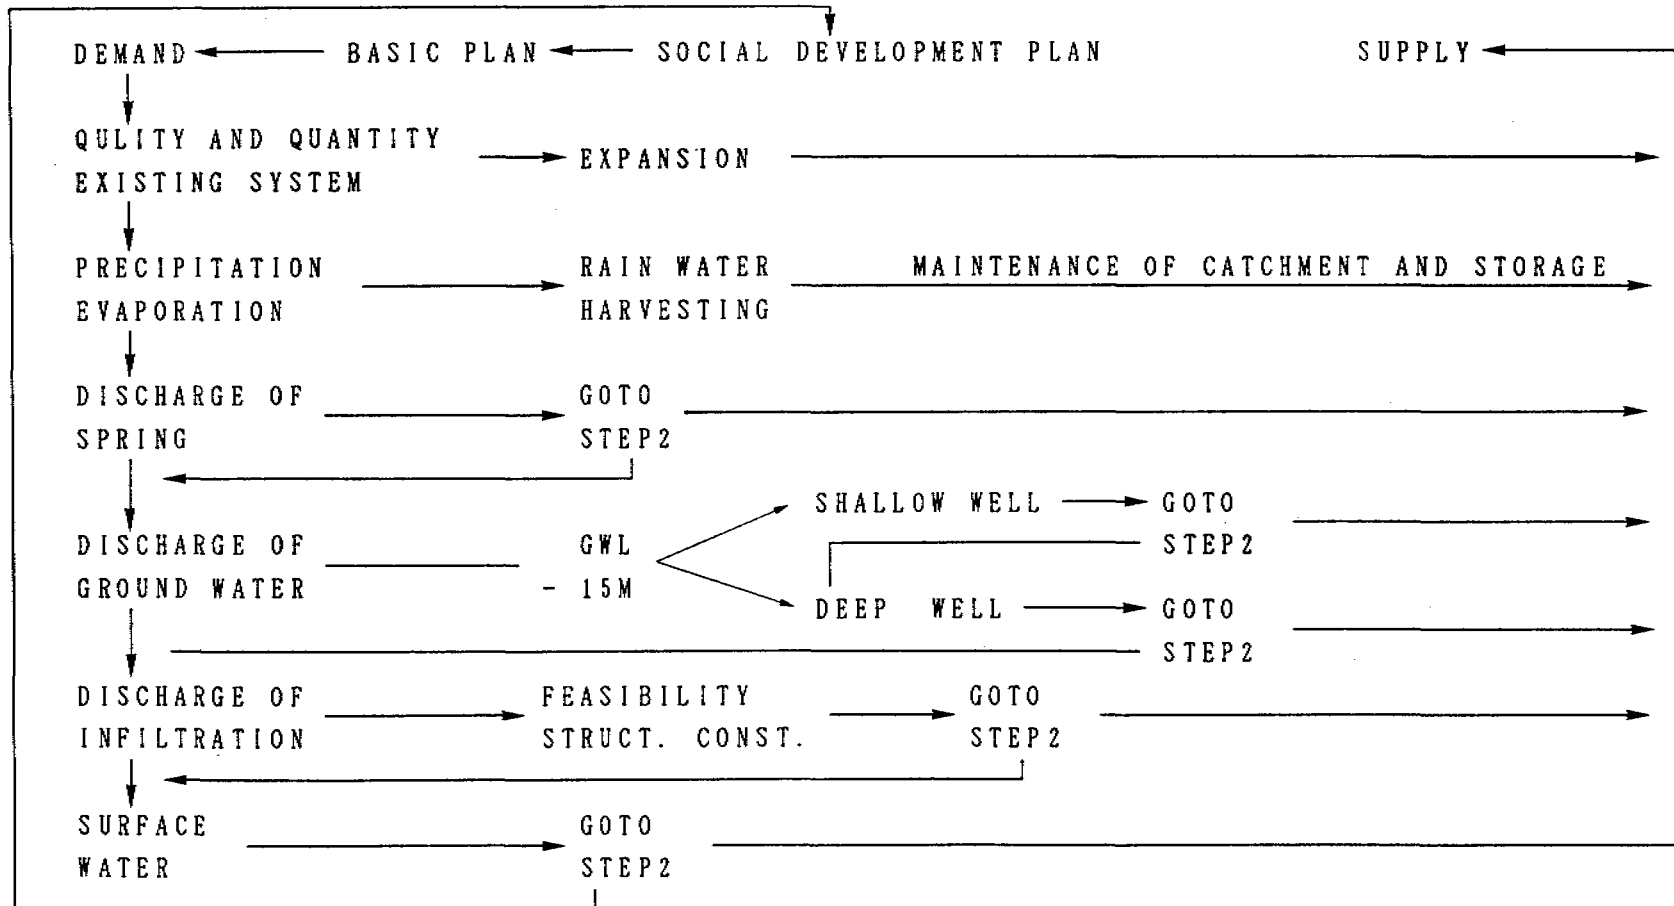 DEMAND BASIC PLAN SOCIAL DEVELOPMENT PLAN SUPPLY
QULITY AND QUANTITY
EXISTING SYSTEM
EXPANSION
PRECIPITATION
EVAPORATION
RAIN WATER
HARVESTING
MAINTENANCE OF CATCHMENT AND STORAGE
DISCHARGE OF
SPRING
GOTO
STEP2
DISCHARGE OF
GROUND WATER
GWL
- 15M
SHALLOW WELL
GOTO
STEP2
DEEP WELL
GOTO
STEP2
DISCHARGE OF
INFILTRATION
FEASIBILITY
STRUCT. CONST.
GOTO
STEP2
SURFACE
WATER
GOTO
STEP2